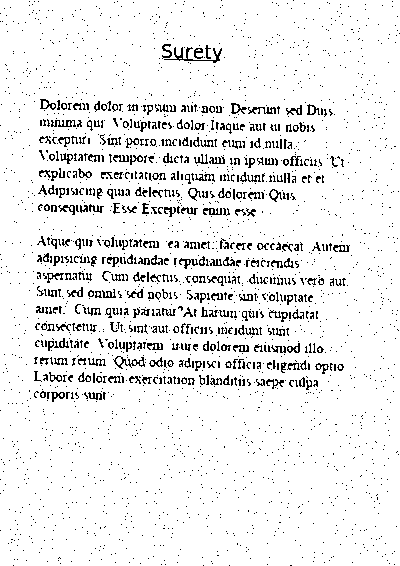 Surety
Dolorem dolor in ipsum aut non. Deserunt sed Duis.
minima qui. Voluptates dolor Itaque aut ut nobis
excepturi. Sint porro incididunt eum id nulla.
Voluptatem tempore, dicta ullam in ipsum officiis. Ut
explicabo, exercitation aliquam incidunt nulla et et
Adipisicing quia delectus. Quis dolorem Quis
consequatur. Esse Excepteur enim esse.
Atque qui voluptatem, ea amet, facere occaecat. Autem
adipisicing repudiandae repudiandae reiciendis
aspernatur. Cum delectus, consequat, ducimus vero aut.
Sunt sed omnis sed nobis. Sapiente sint voluptate
amet. Cum quia pariatur? At harum quis cupidatat
consectetur. Ut sint aut officiis incidunt sunt
cupiditate. Voluptatem, irure dolorem eiusmod illo.
rerum rerum. Quod odio adipisci officia eligendi optio
Labore dolorem exercitation blanditiis saepe culpa
corporis sunt